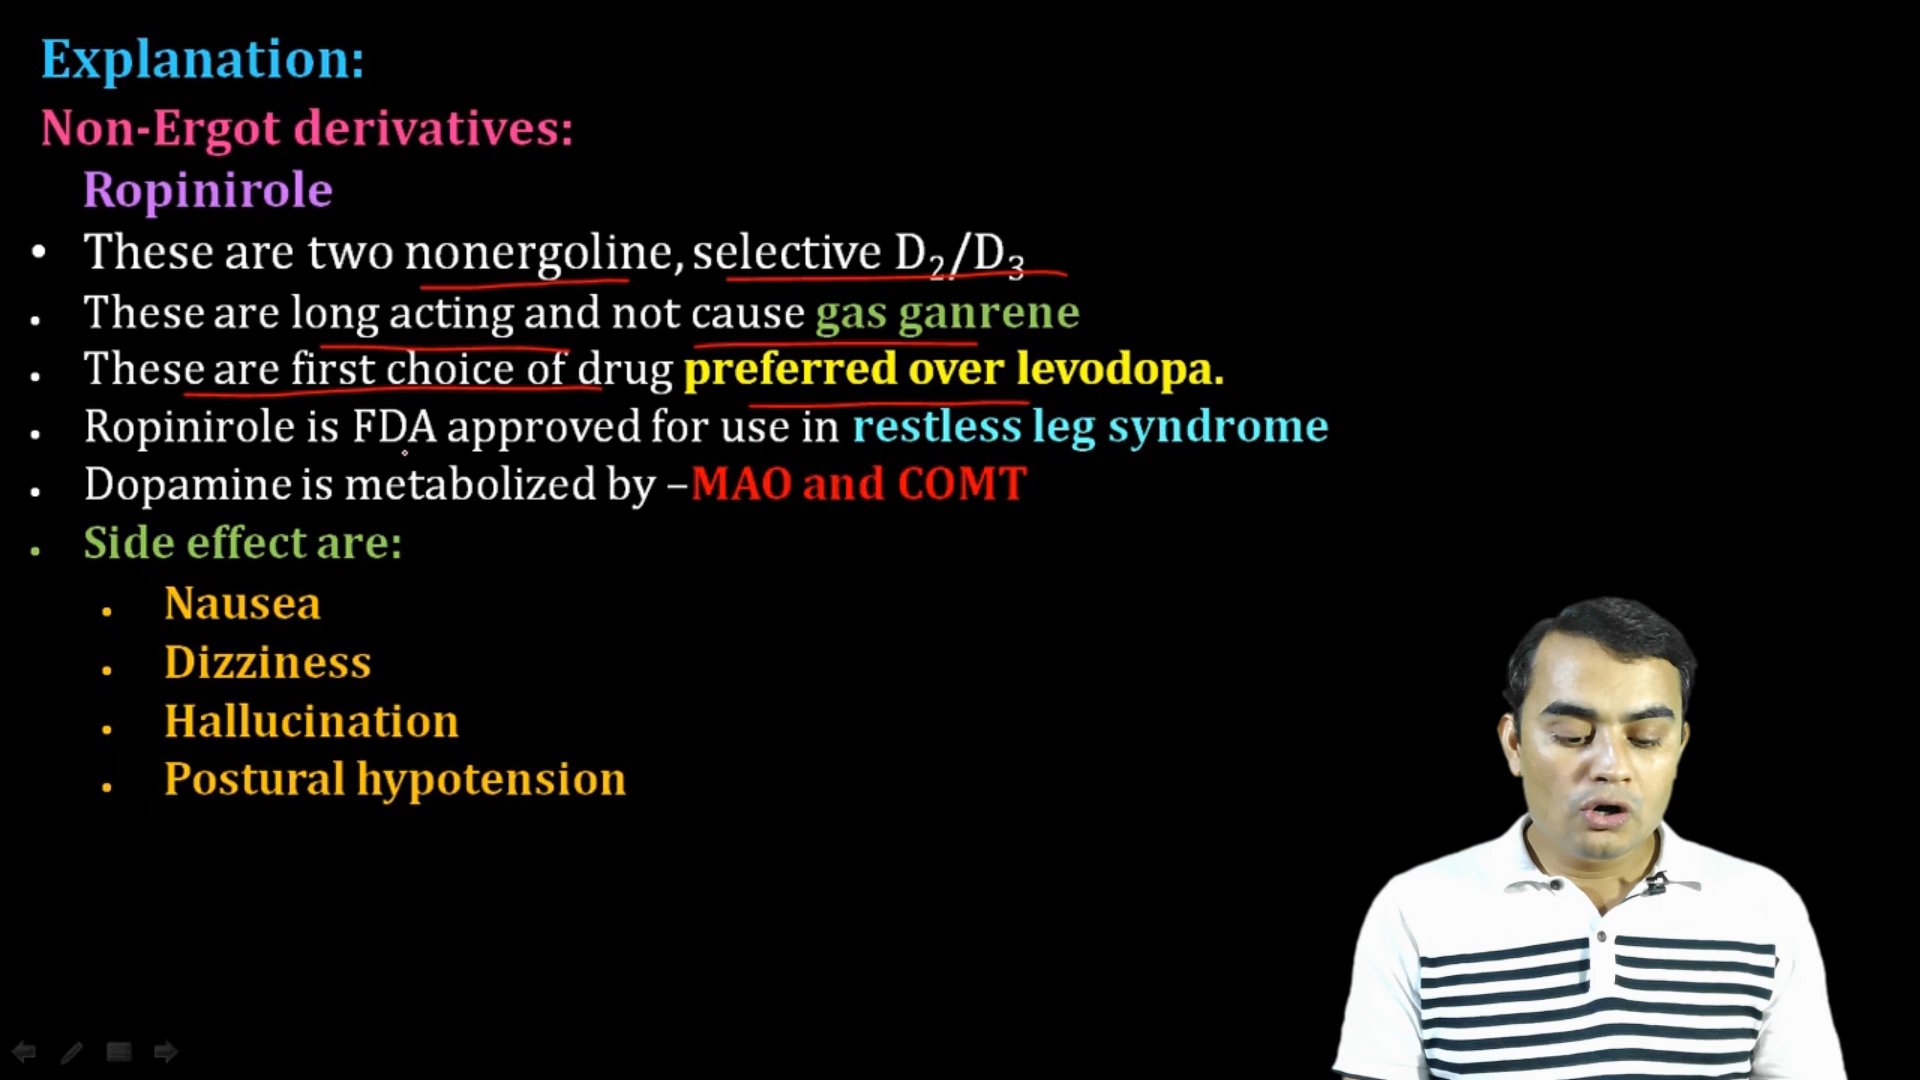 Explanation:
Non-Ergot derivatives:
Ropinirole
• These are two nonergoline, selective D₂/D₃
• These are long acting and not cause gas ganrene
• These are first choice of drug preferred over levodopa.
• Ropinirole is FDA approved for use in restless leg syndrome
• Dopamine is metabolized by –MAO and COMT
• Side effect are:
• Nausea
• Dizziness
• Hallucination
• Postural hypotension